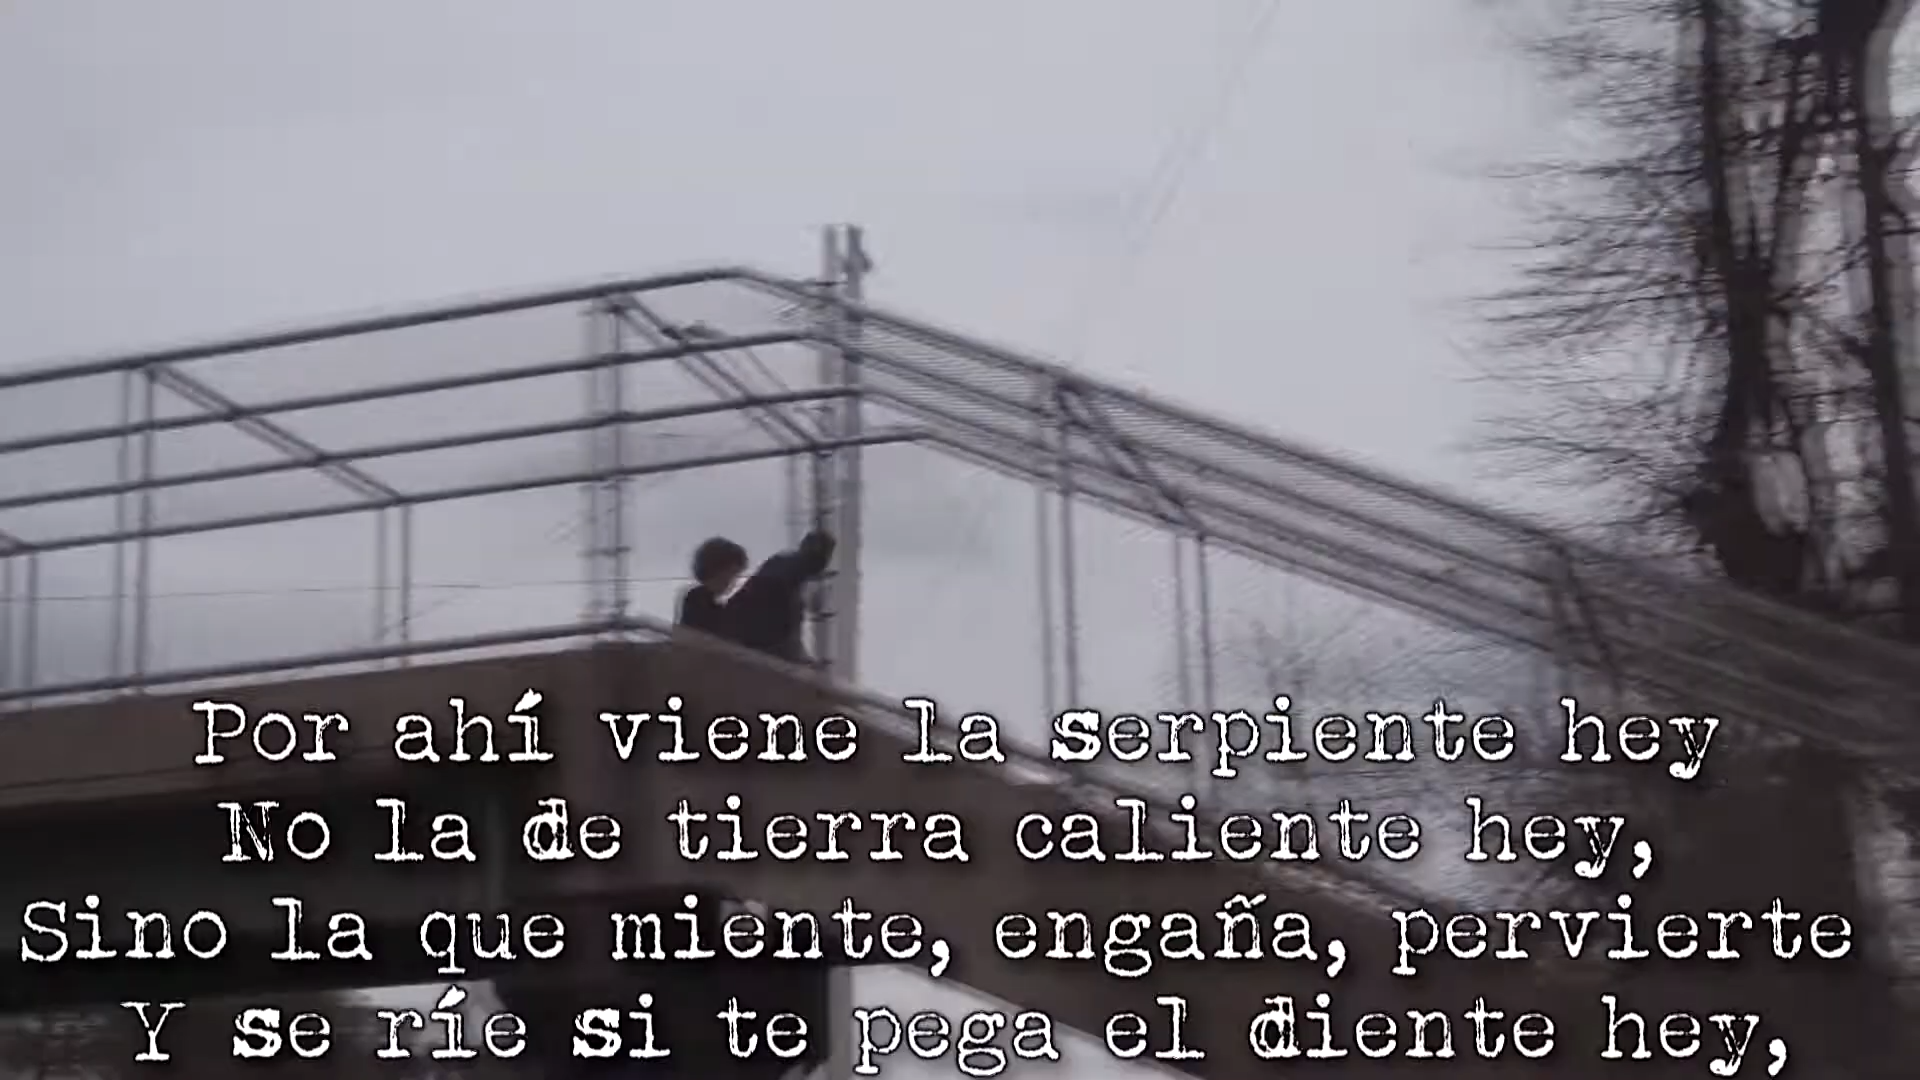 Por ahí viene la serpiente hey
No la de tierra caliente hey,
Sino la que miente, engaña, pervierte
Y se ríe si te pega el diente hey,